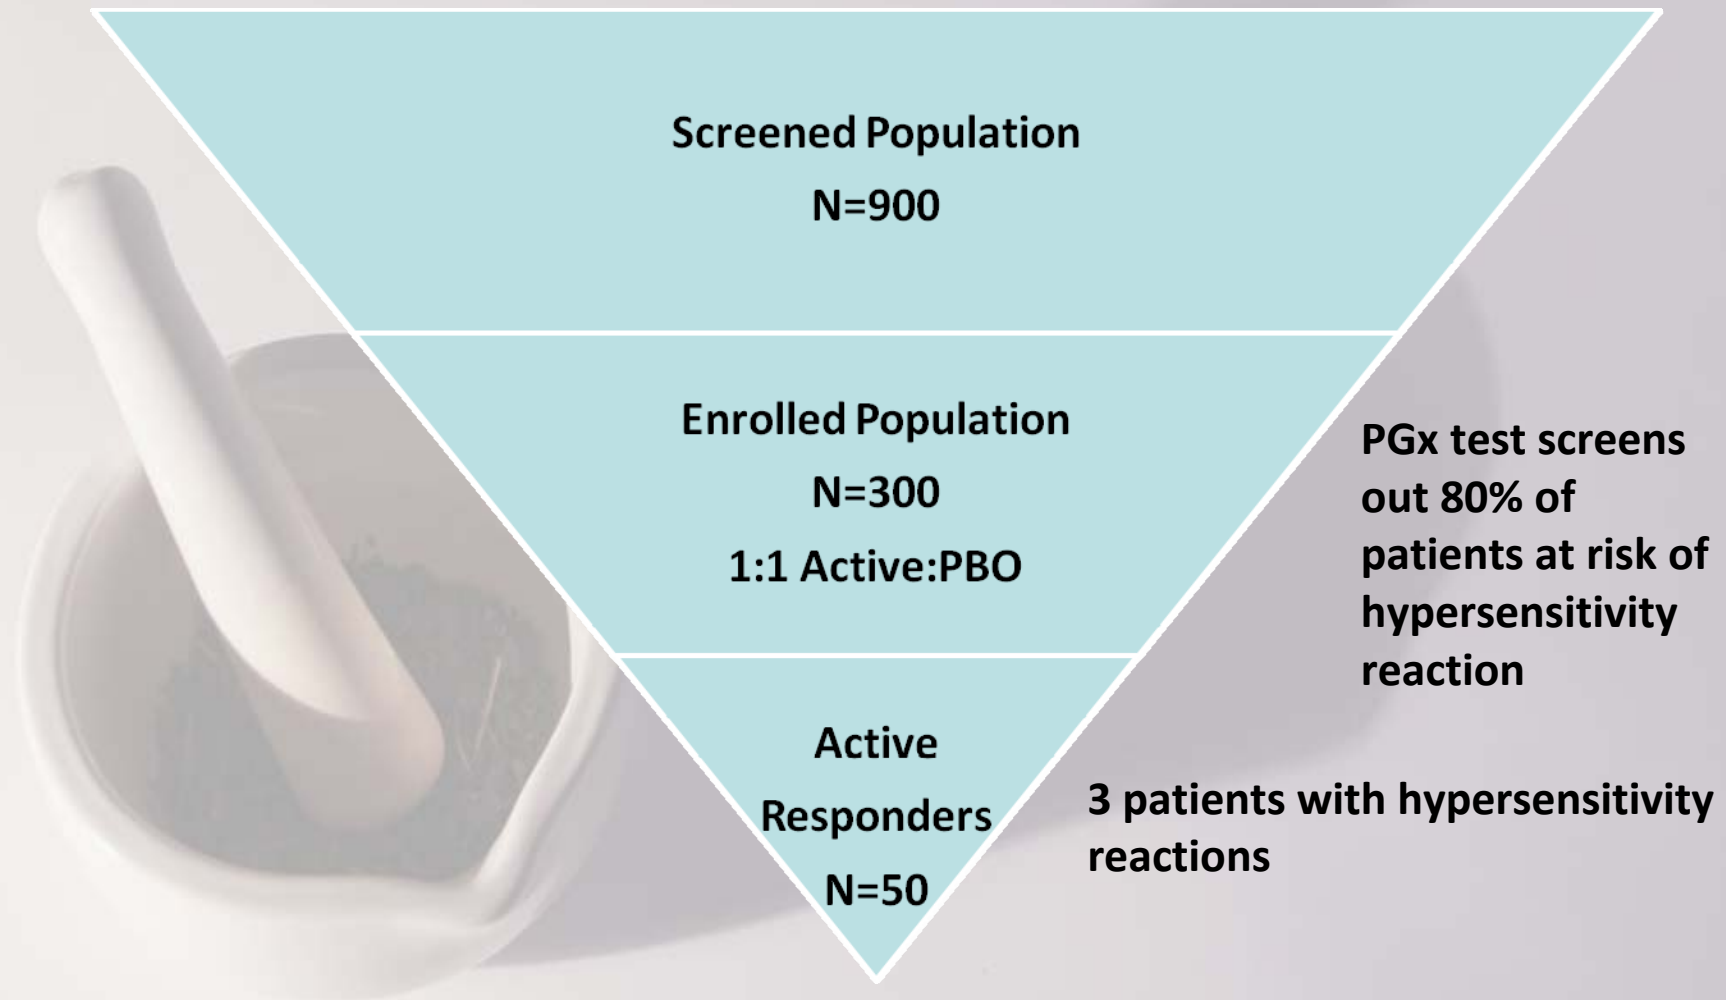 Screened Population
N=900
Enrolled Population
N=300
1:1 Active:PBO
PGx test screens
out 80% of
patients at risk of
hypersensitivity
reaction
Active
Responders
N=50
3 patients with hypersensitivity
reactions